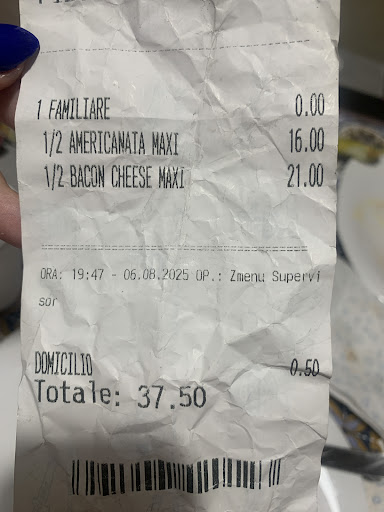 1 FAMILIARE 0.00
1/2 AMERICANATA MAXI 16.00
1/2 BACON CHEESE MAXI 21.00
ORA: 19:47 - 06.08.2025 OP.: Zmenu Supervi
sor
DOMICILIO 0.50
Totale: 37.50